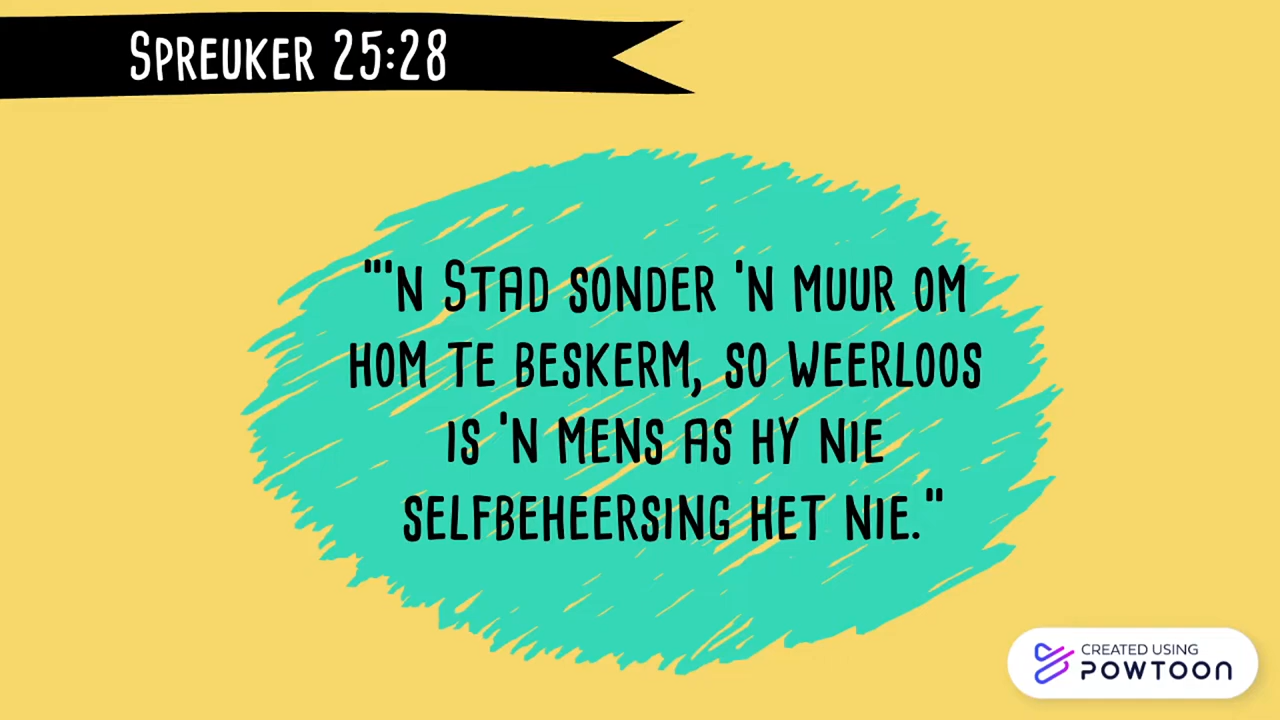 Spreuker 25:28
"'n Stad sonder 'n muur om
hom te beskerm, so weerloos
is 'n mens as hy nie
selfbeheersing het nie."
CREATED USING
POWTOON